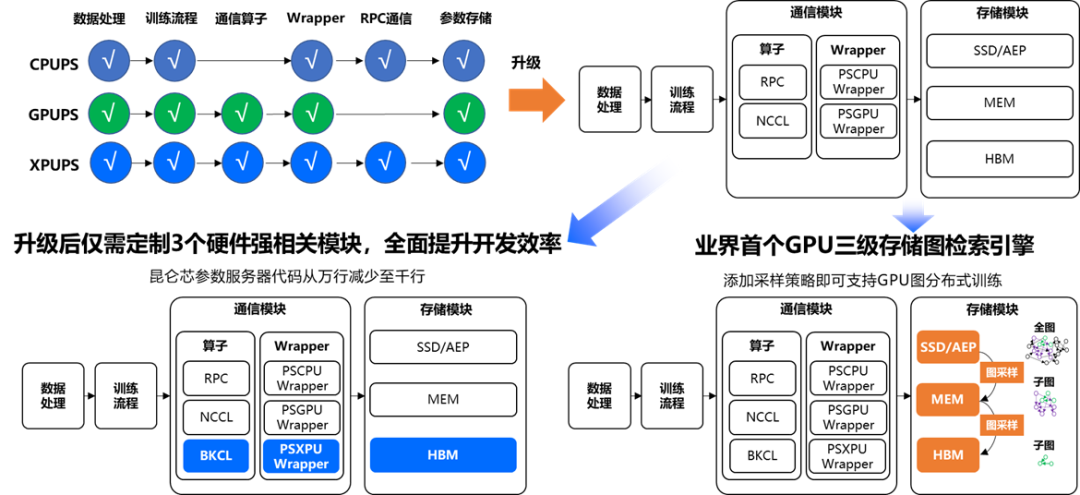 数据处理 训练流程 通信算子 Wrapper RPC通信 参数存储
CPUPS √ √ √ √ √
GPUPS √ √ √ √ √
XPUPS √ √ √ √ √ √
升级
数据
处理
训练
流程
通信模块
算子
RPC
NCCL
Wrapper
PSCPU
Wrapper
PSGPU
Wrapper
存储模块
SSD/AEP
MEM
HBM
升级后仅需定制3个硬件强相关模块，全面提升开发效率
昆仑芯参数服务器代码从万行减少至千行
数据
处理
训练
流程
通信模块
算子
RPC
NCCL
BKCL
Wrapper
PSCPU
Wrapper
PSGPU
Wrapper
PSXPU
Wrapper
存储模块
SSD/AEP
MEM
HBM
业界首个GPU三级存储图检索引擎
添加采样策略即可支持GPU图分布式训练
数据
处理
训练
流程
通信模块
算子
RPC
NCCL
BKCL
Wrapper
PSCPU
Wrapper
PSGPU
Wrapper
PSXPU
Wrapper
存储模块
SSD/AEP
全图
图采样
MEM
子图
图采样
HBM
子图